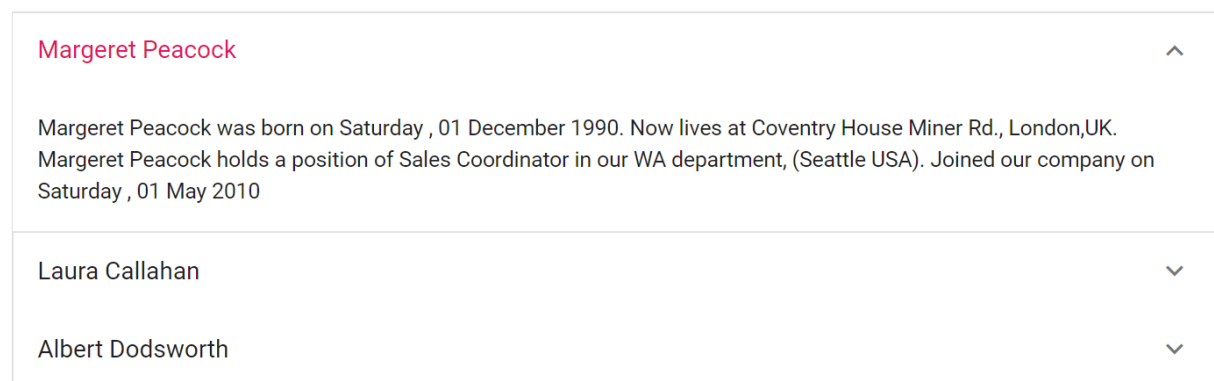 Margeret Peacock
Margeret Peacock was born on Saturday , 01 December 1990. Now lives at Coventry House Miner Rd., London,UK.
Margeret Peacock holds a position of Sales Coordinator in our WA department, (Seattle USA). Joined our company on
Saturday , 01 May 2010
Laura Callahan
Albert Dodsworth